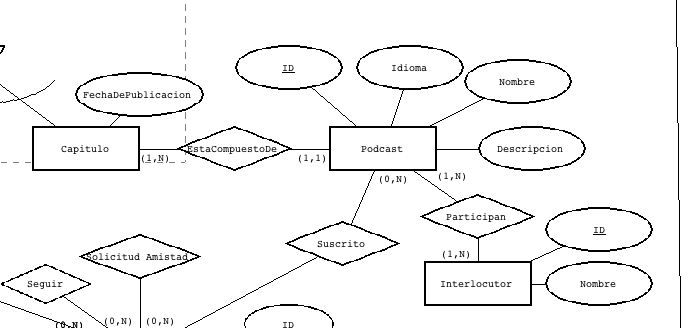 ID
Idioma
Nombre
FechaDePublicacion
Capitulo
(1,N)
EstaCompuestoDe
(1,1)
Podcast
Descripcion
(0,N)
(1,N)
Participan
ID
Suscrito
Solicitud Amistad
(1,N)
Seguir
Interlocutor
Nombre
(0,N)
(0,N)
(0,N)
ID